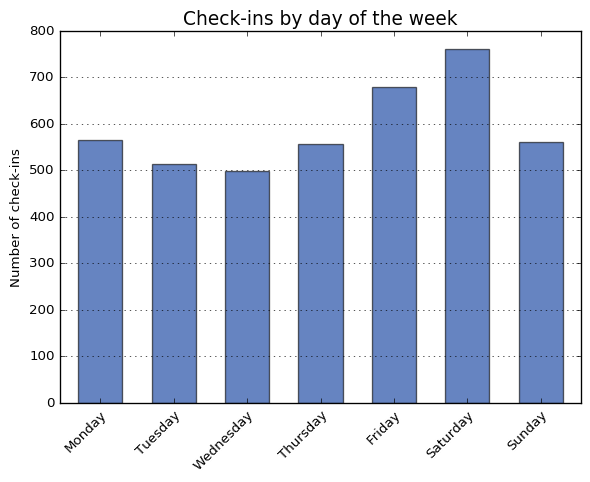 Check-ins by day of the week
800
700
600
500
400
300
200
100
0
Number of check-ins
Monday
Tuesday
Wednesday
Thursday
Friday
Saturday
Sunday